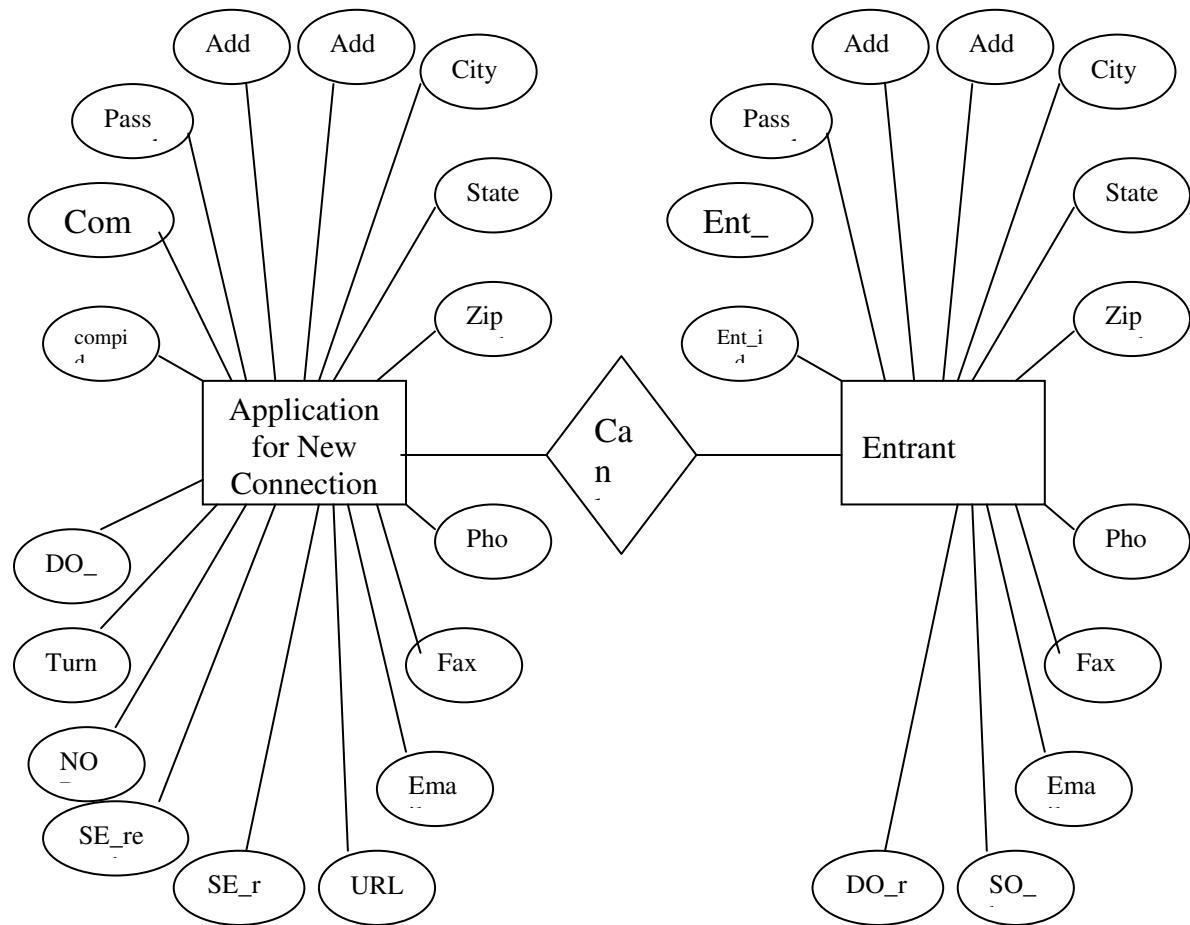 Add
Add
City
Pass
State
Com
Zip
compi
Application
for New
Connection
DO_
Pho
Turn
Fax
NO
Ema
SE_re
SE_r
URL
Ca
n
Add
Add
City
Pass
State
Ent_
Zip
Ent_i
Entrant
Pho
Fax
Ema
DO_r
SO_